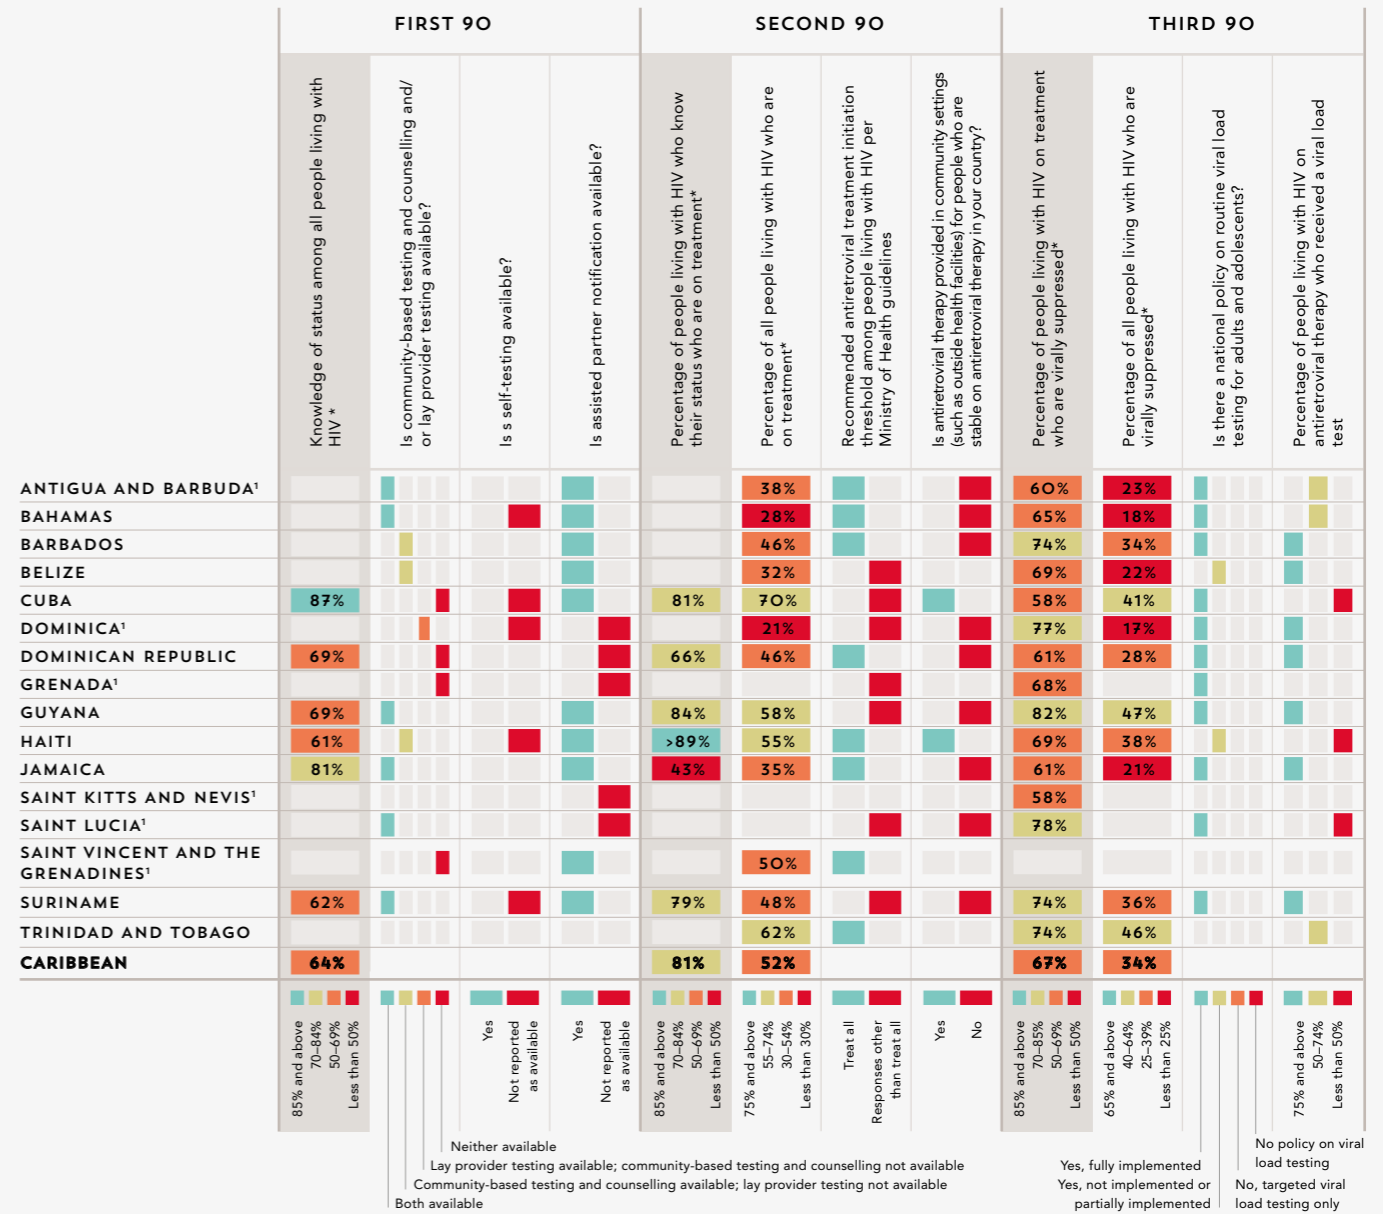 FIRST 90
SECOND 90
THIRD 90
Knowledge of status among all people living with
HIV *
Is community-based testing and counselling and/
or lay provider testing available?
Is s self-testing available?
Is assisted partner notification available?
Percentage of people living with HIV who know
their status who are on treatment*
Percentage of all people living with HIV who are
on treatment*
Recommended antiretroviral treatment initiation
threshold among people living with HIV per
Ministry of Health guidelines
Is antiretroviral therapy provided in community settings
(such as outside health facilities) for people who are
stable on antiretroviral therapy in your country?
Percentage of people living with HIV on treatment
who are virally suppressed*
Percentage of all people living with HIV who are
virally suppressed*
Is there a national policy on routine viral load
testing for adults and adolescents?
Percentage of people living with HIV on
antiretroviral therapy who received a viral load
test
ANTIGUA AND BARBUDA¹ 38% 60% 23%
BAHAMAS 28% 65% 18%
BARBADOS 46% 74% 34%
BELIZE 32% 69% 22%
CUBA 87% 81% 70% 58% 41%
DOMINICA¹ 21% 77% 17%
DOMINICAN REPUBLIC 69% 66% 46% 61% 28%
GRENADA¹ 68%
GUYANA 69% 84% 58% 82% 47%
HAITI 61% >89% 55% 69% 38%
JAMAICA 81% 43% 35% 61% 21%
SAINT KITTS AND NEVIS¹ 58%
SAINT LUCIA¹ 78%
SAINT VINCENT AND THE
GRENADINES¹ 50%
SURINAME 62% 79% 48% 74% 36%
TRINIDAD AND TOBAGO 62% 74% 46%
CARIBBEAN 64% 81% 52% 67% 34%
85% and above
70–84%
50–69%
Less than 50%
Yes
Not reported
as available
Yes
Not reported
as available
85% and above
70–84%
50–69%
Less than 50%
75% and above
55–74%
30–54%
Less than 30%
Treat all
Responses other
than treat all
Yes
No
85% and above
70–85%
50–69%
Less than 50%
65% and above
40–64%
25–39%
Less than 25%
75% and above
50–74%
Less than 50%
Neither available
Lay provider testing available; community-based testing and counselling not available
Community-based testing and counselling available; lay provider testing not available
Both available
Yes, fully implemented
Yes, not implemented or
partially implemented
No policy on viral
load testing
No, targeted viral
load testing only